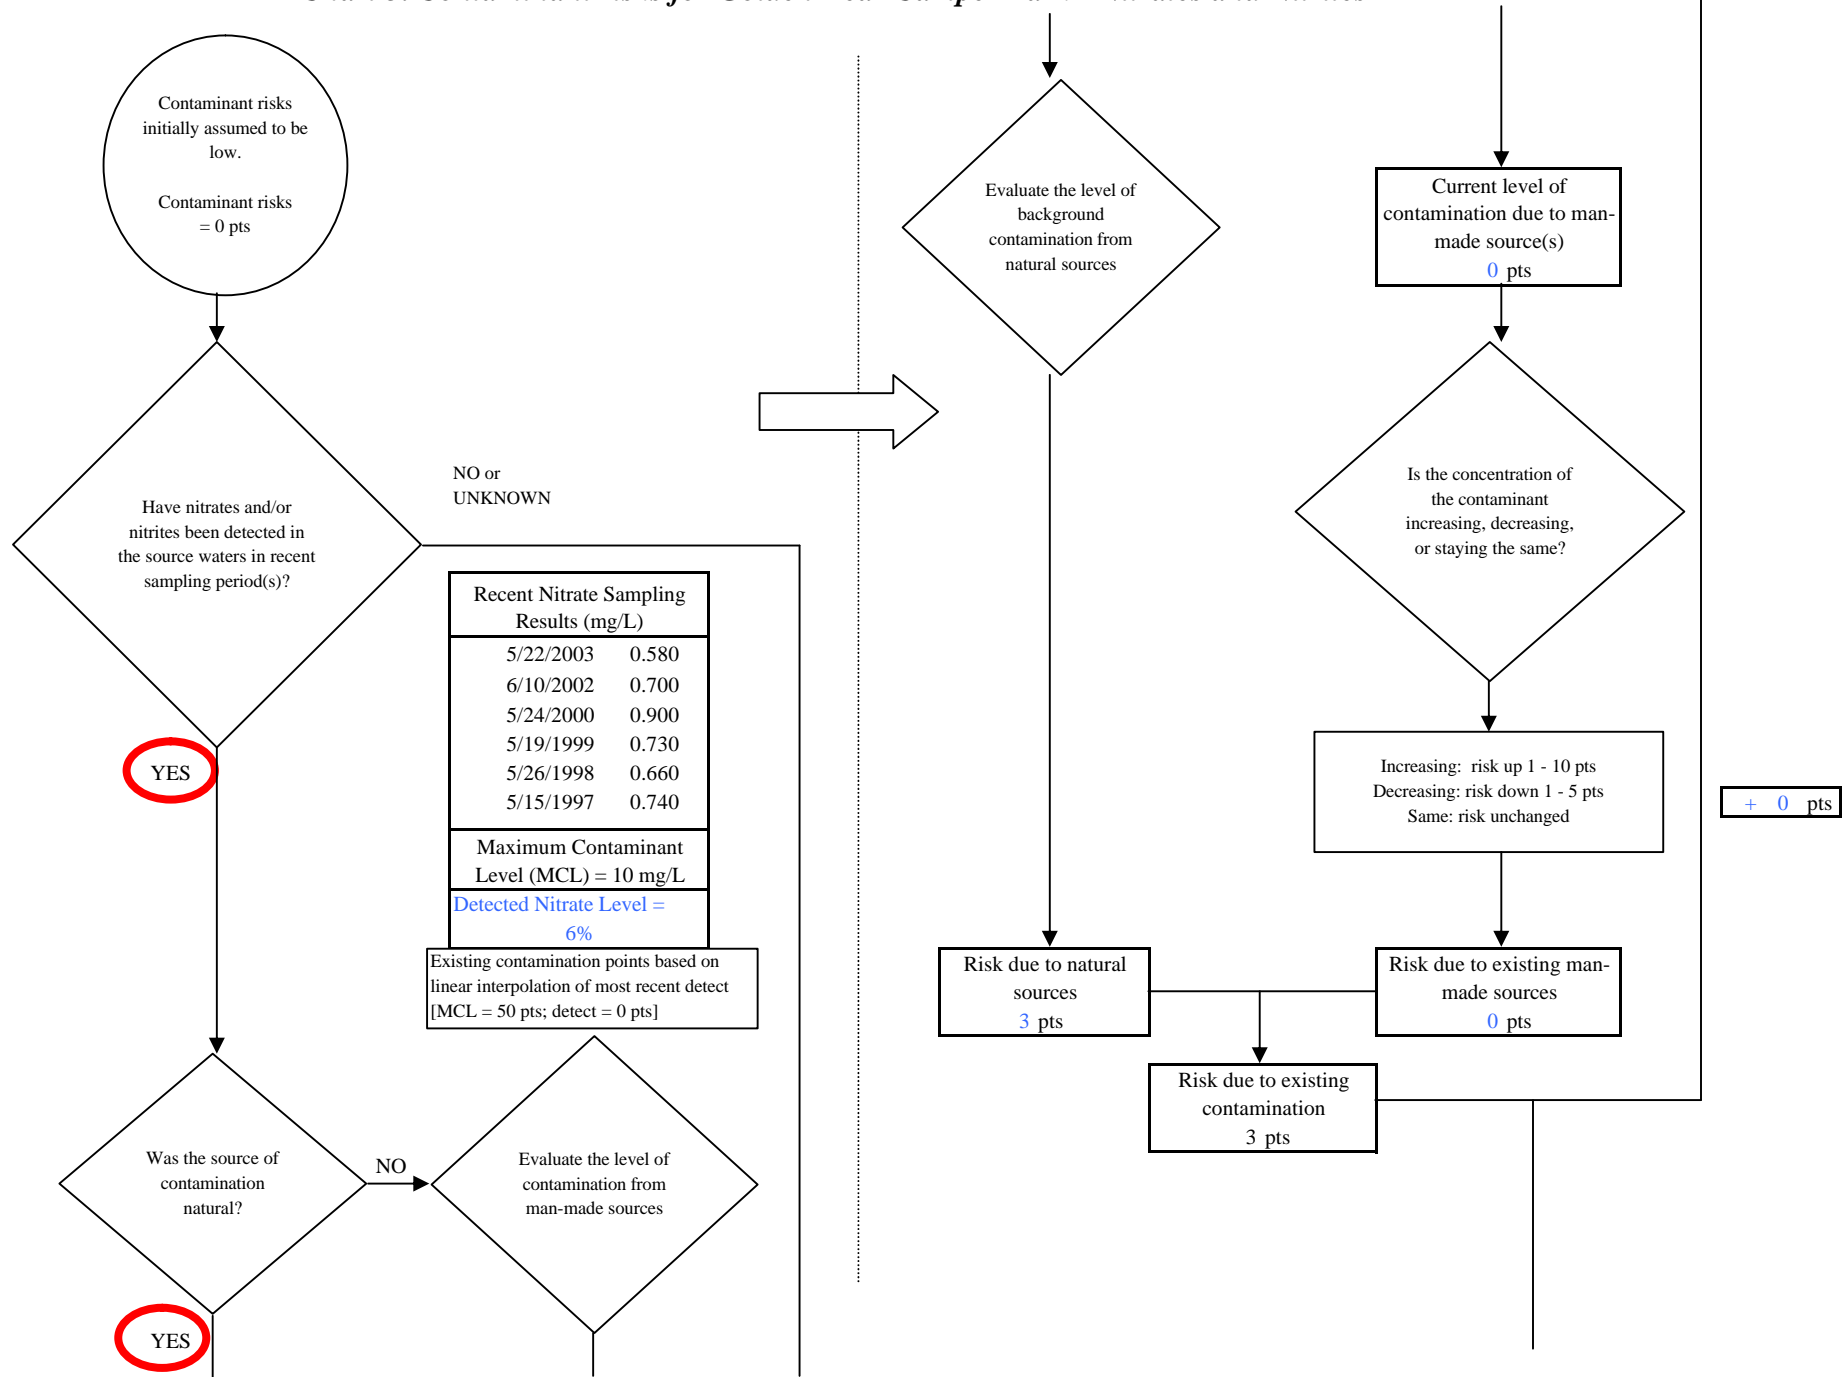 Contaminant risks
initially assumed to be
low.
Contaminant risks
= 0 pts
Have nitrates and/or
nitrites been detected in
the source waters in recent
sampling period(s)?
NO or
UNKNOWN
YES
Recent Nitrate Sampling
Results (mg/L)
5/22/2003 0.580
6/10/2002 0.700
5/24/2000 0.900
5/19/1999 0.730
5/26/1998 0.660
5/15/1997 0.740
Maximum Contaminant
Level (MCL) = 10 mg/L
Detected Nitrate Level =
6%
Existing contamination points based on
linear interpolation of most recent detect
[MCL = 50 pts; detect = 0 pts]
Was the source of
contamination
natural?
NO
Evaluate the level of
contamination from
man-made sources
YES
Evaluate the level of
background
contamination from
natural sources
Current level of
contamination due to man-
made source(s)
0 pts
Is the concentration of
the contaminant
increasing, decreasing,
or staying the same?
Increasing: risk up 1 - 10 pts
Decreasing: risk down 1 - 5 pts
Same: risk unchanged
+ 0 pts
Risk due to natural
sources
3 pts
Risk due to existing man-
made sources
0 pts
Risk due to existing
contamination
3 pts